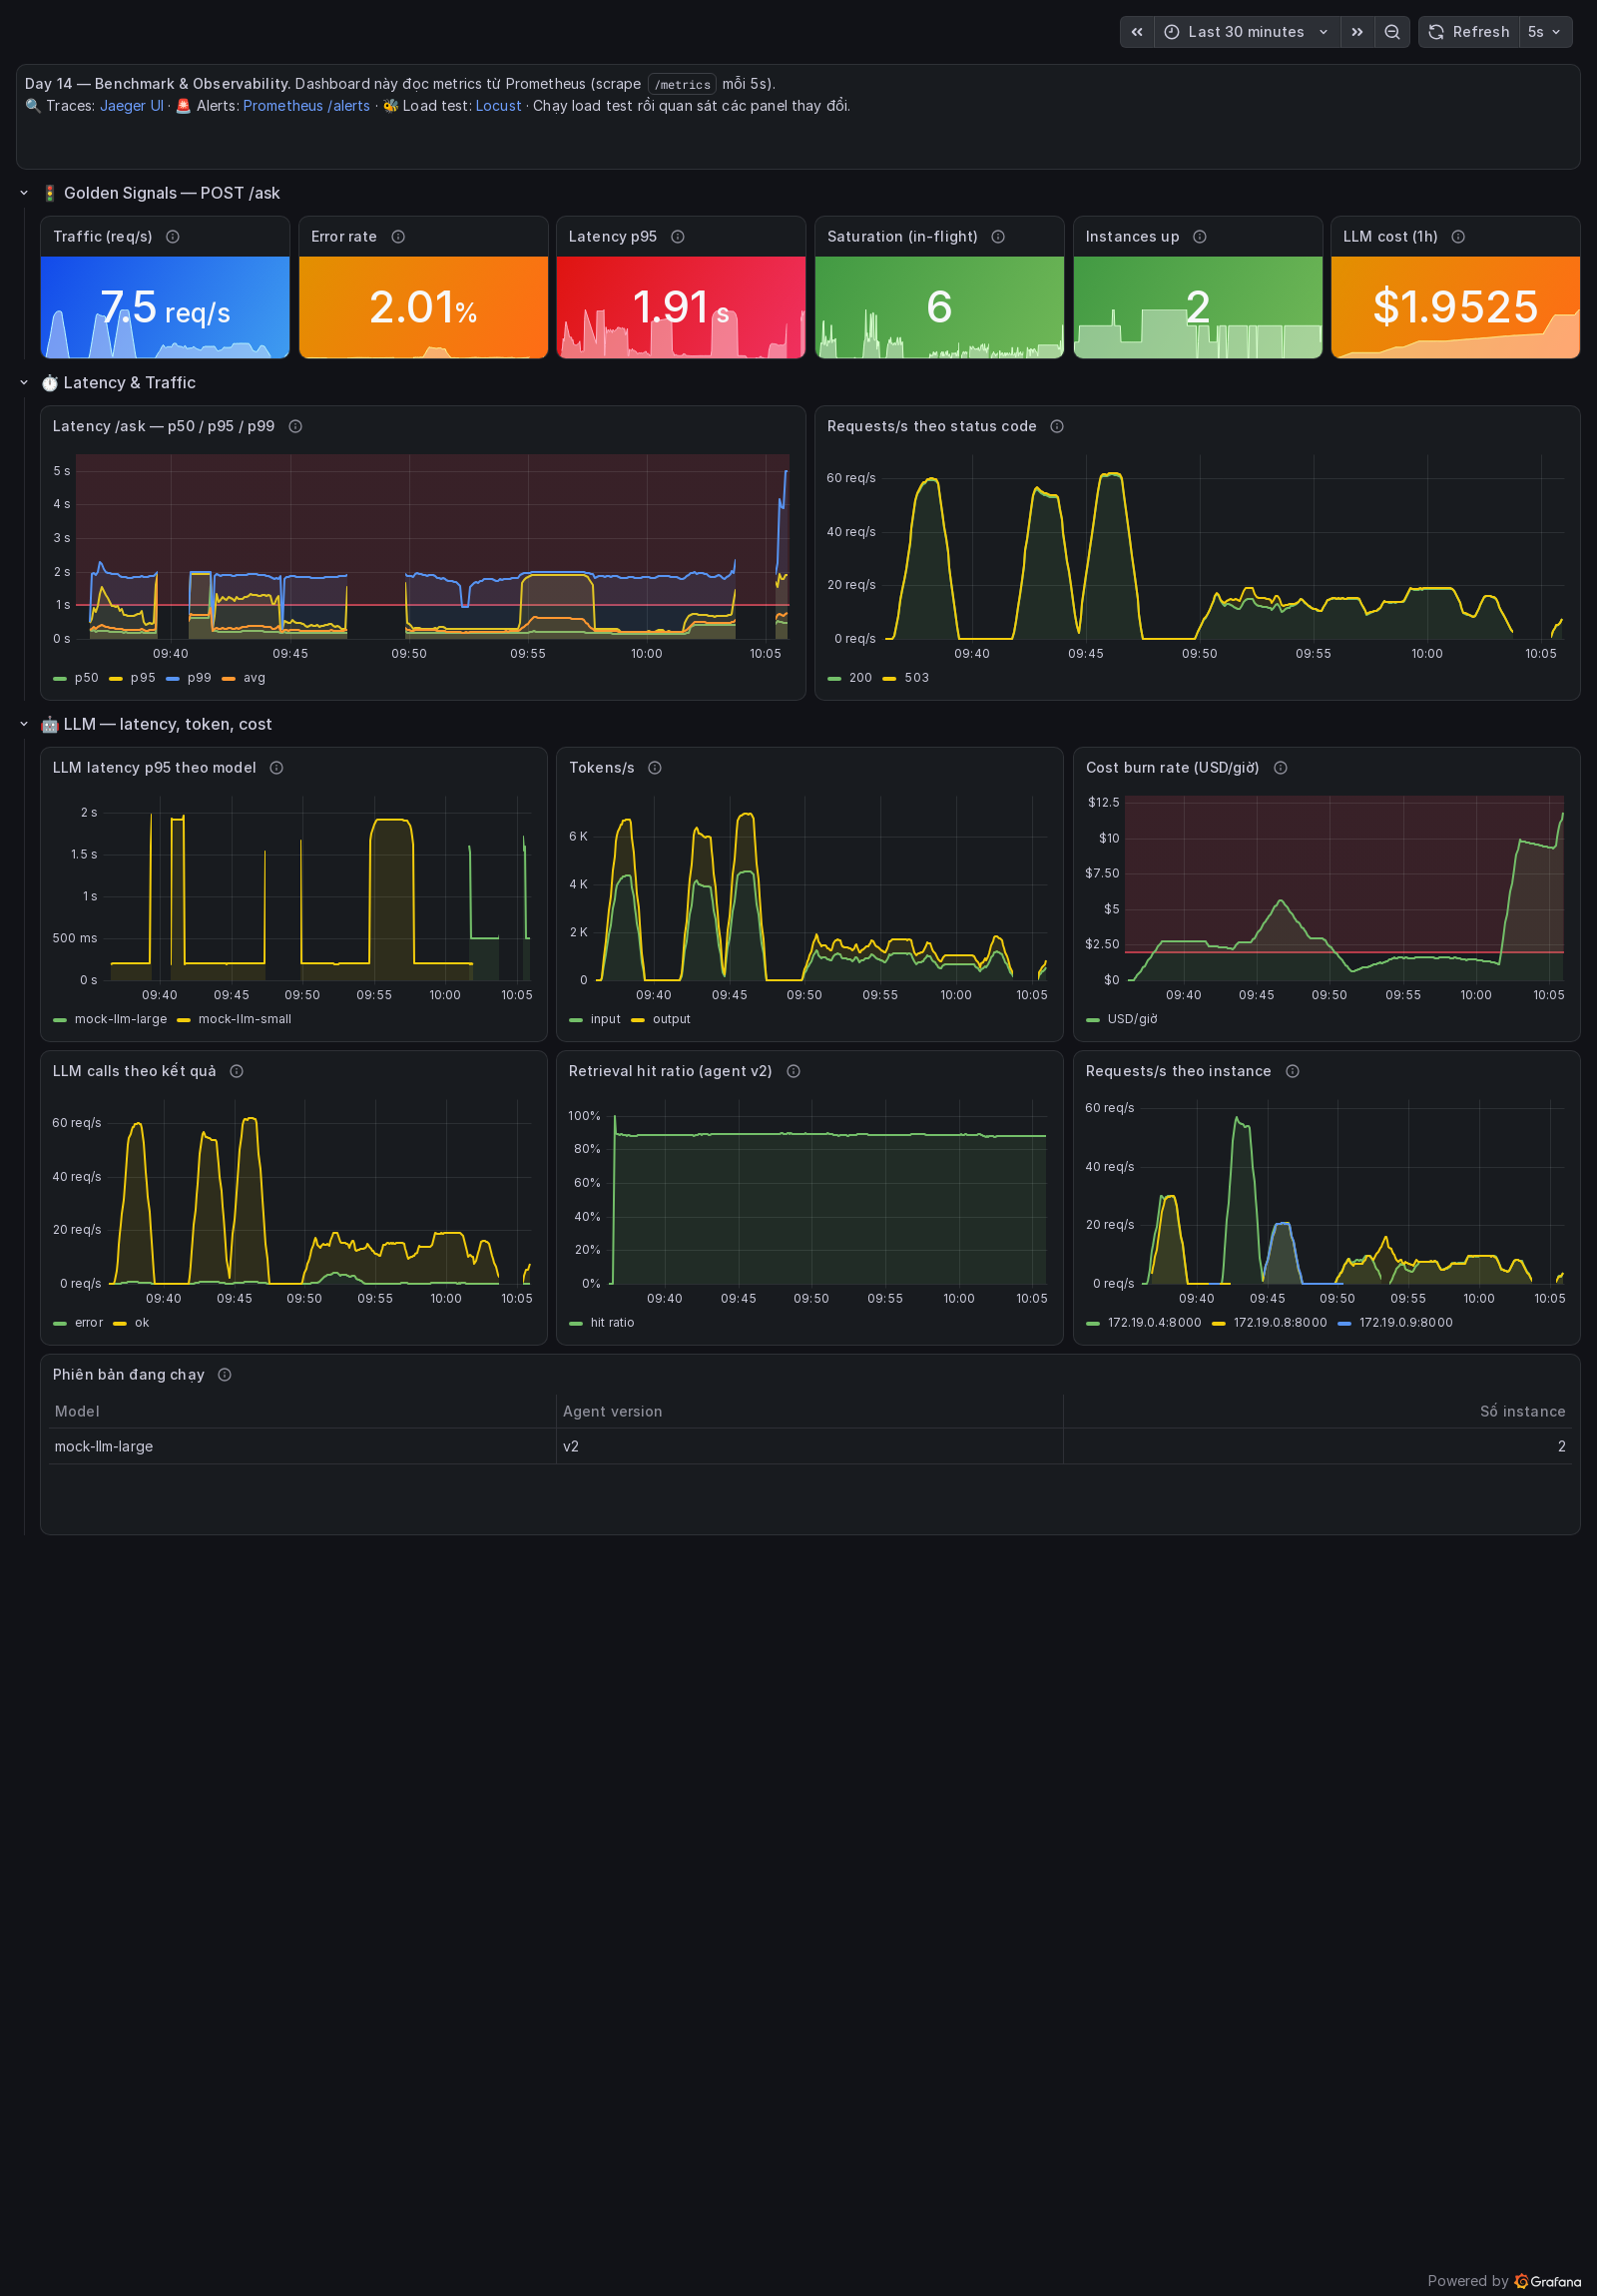 Last 30 minutes
Refresh
5s
Day 14 — Benchmark & Observability. Dashboard này đọc metrics từ Prometheus (scrape /metrics mỗi 5s).
🔍 Traces: Jaeger UI · 🚨 Alerts: Prometheus /alerts · 🐝 Load test: Locust · Chạy load test rồi quan sát các panel thay đổi.
🚦 Golden Signals — POST /ask
Traffic (req/s)
7.5 req/s
Error rate
2.01%
Latency p95
1.91 s
Saturation (in-flight)
6
Instances up
2
LLM cost (1h)
$1.9525
⏱️ Latency & Traffic
Latency /ask — p50 / p95 / p99
5 s
4 s
3 s
2 s
1 s
0 s
09:40 09:45 09:50 09:55 10:00 10:05
p50 p95 p99 avg
Requests/s theo status code
60 req/s
40 req/s
20 req/s
0 req/s
09:40 09:45 09:50 09:55 10:00 10:05
200 503
🤖 LLM — latency, token, cost
LLM latency p95 theo model
2 s
1.5 s
1 s
500 ms
0 s
09:40 09:45 09:50 09:55 10:00 10:05
mock-llm-large mock-llm-small
Tokens/s
6 K
4 K
2 K
0
09:40 09:45 09:50 09:55 10:00 10:05
input output
Cost burn rate (USD/giờ)
$12.5
$10
$7.50
$5
$2.50
$0
09:40 09:45 09:50 09:55 10:00 10:05
USD/giờ
LLM calls theo kết quả
60 req/s
40 req/s
20 req/s
0 req/s
09:40 09:45 09:50 09:55 10:00 10:05
error ok
Retrieval hit ratio (agent v2)
100%
80%
60%
40%
20%
0%
09:40 09:45 09:50 09:55 10:00 10:05
hit ratio
Requests/s theo instance
60 req/s
40 req/s
20 req/s
0 req/s
09:40 09:45 09:50 09:55 10:00 10:05
172.19.0.4:8000 172.19.0.8:8000 172.19.0.9:8000
Phiên bản đang chạy
Model Agent version Số instance
mock-llm-large v2 2
Powered by Grafana